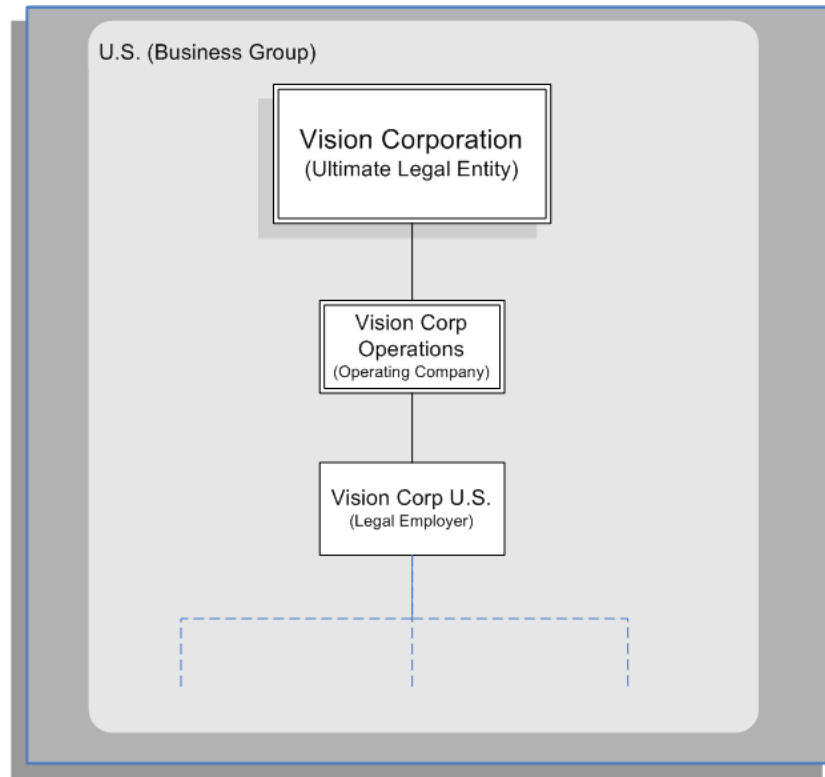 U.S. (Business Group)
Vision Corporation
(Ultimate Legal Entity)
Vision Corp
Operations
(Operating Company)
Vision Corp U.S.
(Legal Employer)